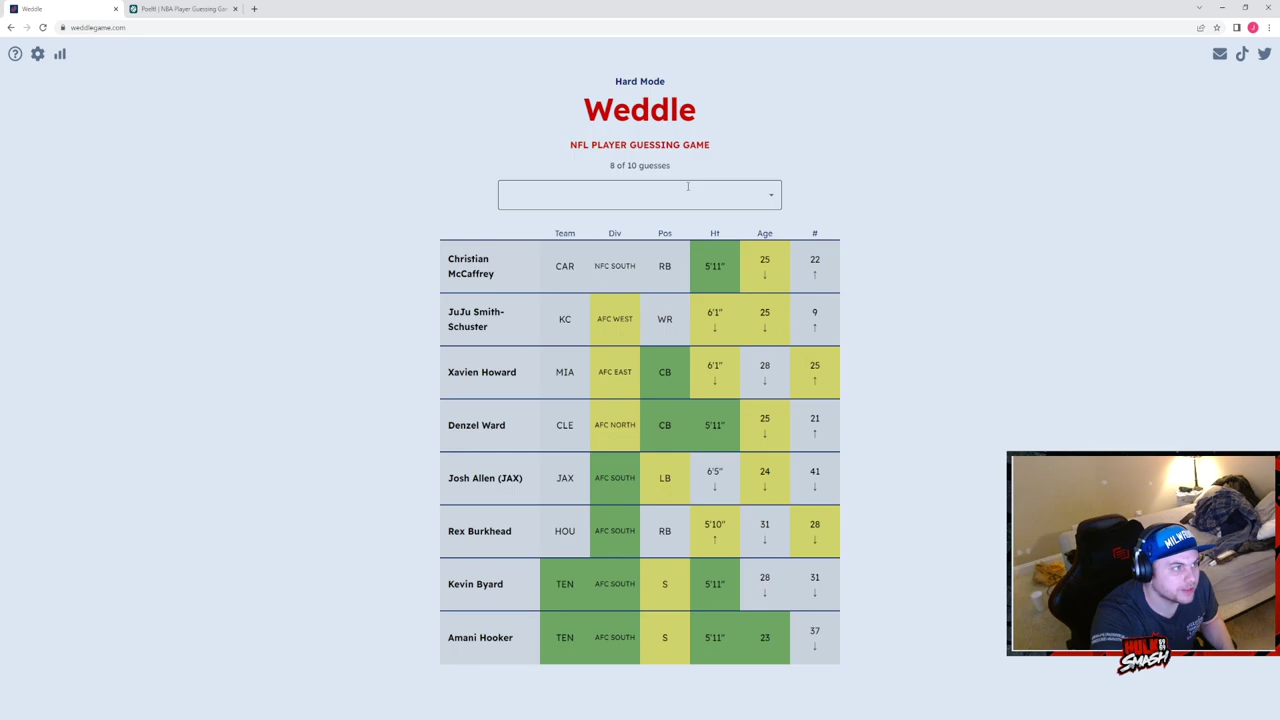 Weddle
Poeltl | NBA Player Guessing Ga
weddlegame.com
Hard Mode
Weddle
NFL PLAYER GUESSING GAME
8 of 10 guesses
Team Div Pos Ht Age #
Christian McCaffrey CAR NFC SOUTH RB 5'11" 25 ↓ 22 ↑
JuJu Smith-Schuster KC AFC WEST WR 6'1" ↓ 25 ↓ 9 ↑
Xavien Howard MIA AFC EAST CB 6'1" ↓ 28 ↓ 25 ↑
Denzel Ward CLE AFC NORTH CB 5'11" 25 ↓ 21 ↑
Josh Allen (JAX) JAX AFC SOUTH LB 6'5" ↓ 24 ↓ 41 ↓
Rex Burkhead HOU AFC SOUTH RB 5'10" ↑ 31 ↓ 28 ↓
Kevin Byard TEN AFC SOUTH S 5'11" 28 ↓ 31 ↓
Amani Hooker TEN AFC SOUTH S 5'11" 23 37 ↓
HULK
SMASH